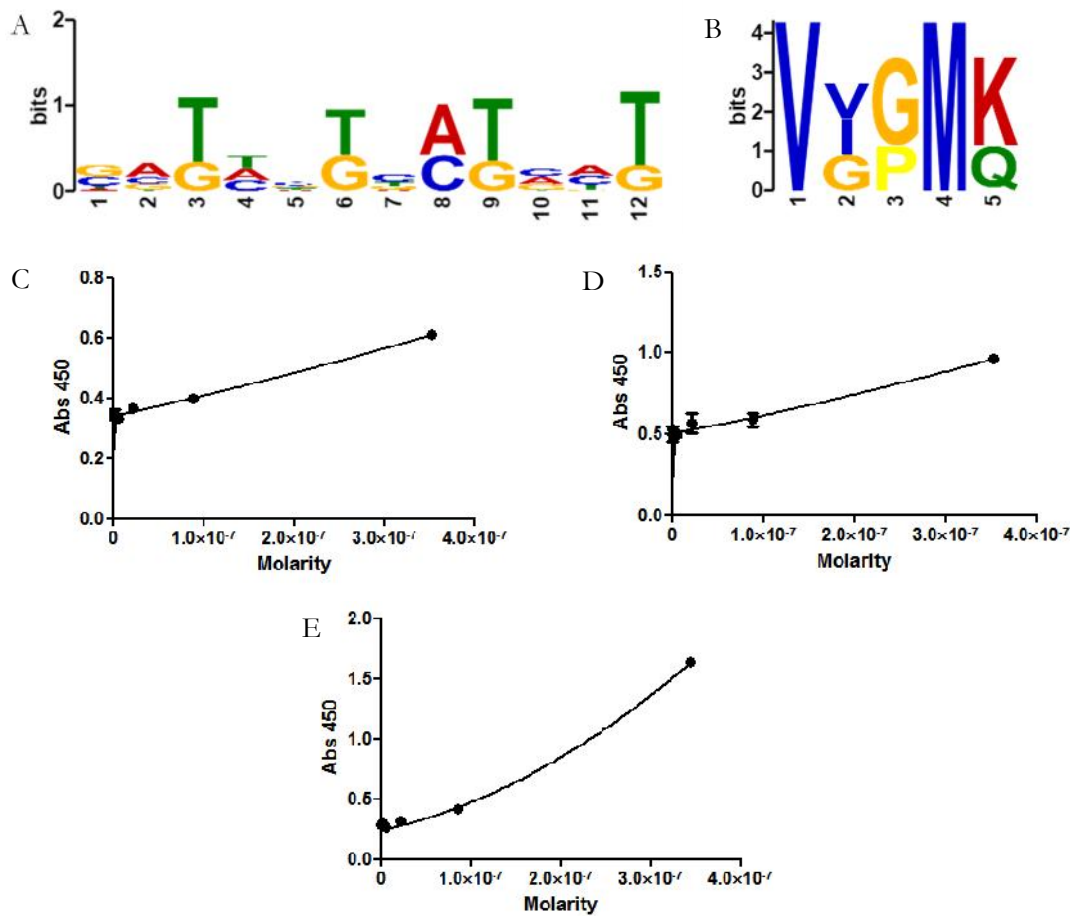 A
2
1
0
bits
G A T T T A T T
G A G A G C G G
1 2 3 4 5 6 7 8 9 10 11 12
B
4
3
2
1
0
bits
V V G M K
I
G P Q
1 2 3 4 5
C
0.8
0.6
0.4
0.2
0.0
Abs 450
0 1.0×10-7 2.0×10-7 3.0×10-7 4.0×10-7
Molarity
D
1.5
1.0
0.5
0.0
Abs 450
0 1.0×10-7 2.0×10-7 3.0×10-7 4.0×10-7
Molarity
E
2.0
1.5
1.0
0.5
0.0
Abs 450
0 1.0×10-7 2.0×10-7 3.0×10-7 4.0×10-7
Molarity